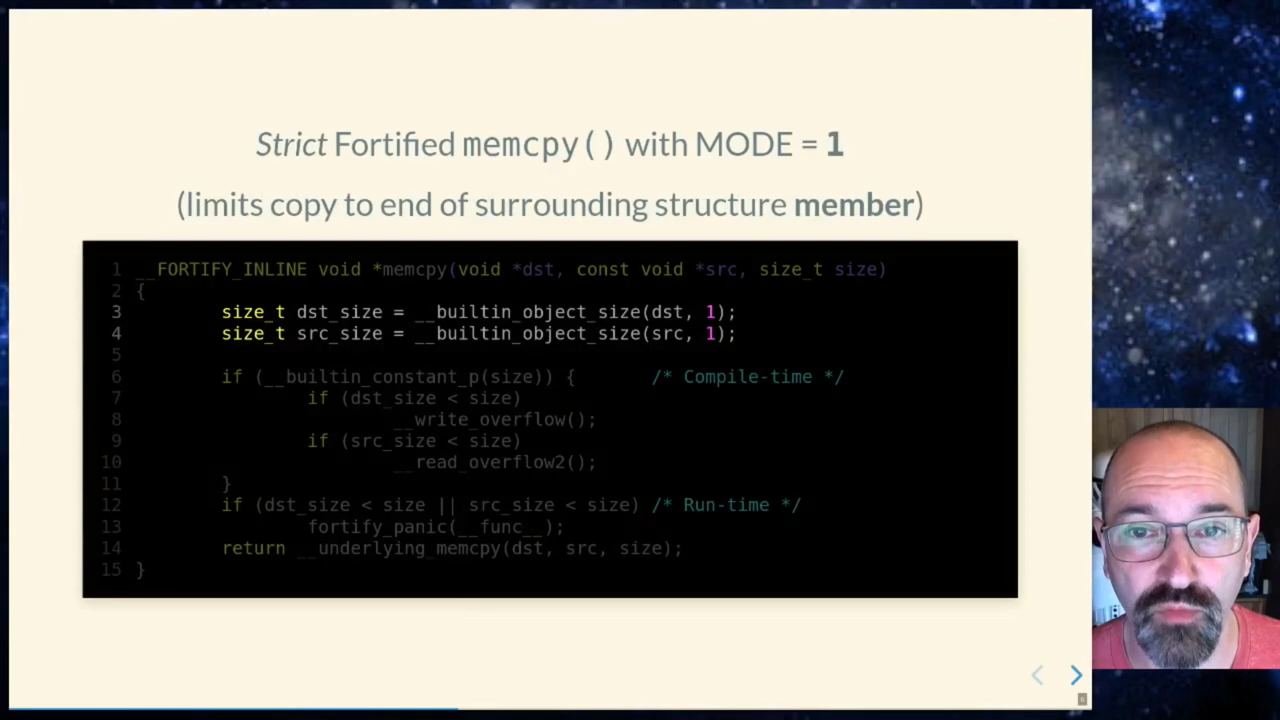 Strict Fortified memcpy() with MODE = 1
(limits copy to end of surrounding structure member)
1 __FORTIFY_INLINE void *memcpy(void *dst, const void *src, size_t size)
2 {
3 size_t dst_size = __builtin_object_size(dst, 1);
4 size_t src_size = __builtin_object_size(src, 1);
5
6 if (__builtin_constant_p(size)) { /* Compile-time */
7 if (dst_size < size)
8 __write_overflow();
9 if (src_size < size)
10 __read_overflow2();
11 }
12 if (dst_size < size || src_size < size) /* Run-time */
13 fortify_panic(__func__);
14 return __underlying_memcpy(dst, src, size);
15 }